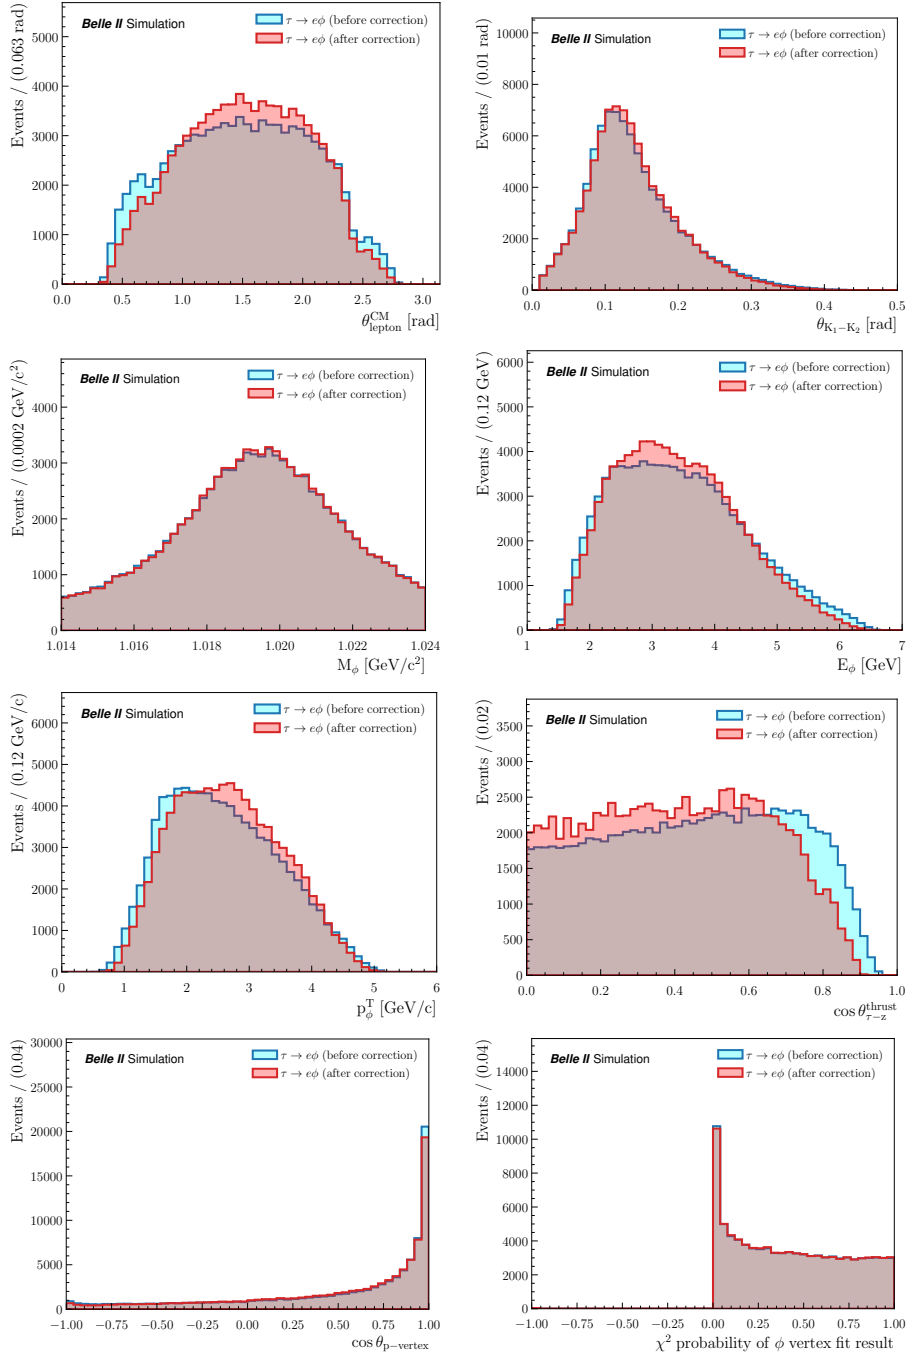 Belle II Simulation
τ → eϕ (before correction)
τ → eϕ (after correction)
Events / (0.063 rad)
5000
4000
3000
2000
1000
0
0.0 0.5 1.0 1.5 2.0 2.5 3.0
θ^CM_lepton [rad]
Belle II Simulation
τ → eϕ (before correction)
τ → eϕ (after correction)
Events / (0.01 rad)
10000
8000
6000
4000
2000
0
0.0 0.1 0.2 0.3 0.4 0.5
θ_K₁−K₂ [rad]
Belle II Simulation
τ → eϕ (before correction)
τ → eϕ (after correction)
Events / (0.0002 GeV/c²)
4000
3000
2000
1000
0
1.014 1.016 1.018 1.020 1.022 1.024
M_ϕ [GeV/c²]
Belle II Simulation
τ → eϕ (before correction)
τ → eϕ (after correction)
Events / (0.12 GeV)
6000
5000
4000
3000
2000
1000
0
1 2 3 4 5 6 7
E_ϕ [GeV]
Belle II Simulation
τ → eϕ (before correction)
τ → eϕ (after correction)
Events / (0.12 GeV/c)
6000
5000
4000
3000
2000
1000
0
0 1 2 3 4 5 6
p^T_ϕ [GeV/c]
Belle II Simulation
τ → eϕ (before correction)
τ → eϕ (after correction)
Events / (0.02)
3500
3000
2500
2000
1500
1000
500
0
0.0 0.2 0.4 0.6 0.8 1.0
cos θ^thrust_τ−z
Belle II Simulation
τ → eϕ (before correction)
τ → eϕ (after correction)
Events / (0.04)
30000
25000
20000
15000
10000
5000
0
−1.00 −0.75 −0.50 −0.25 0.00 0.25 0.50 0.75 1.00
cos θ_p−vertex
Belle II Simulation
τ → eϕ (before correction)
τ → eϕ (after correction)
Events / (0.04)
14000
12000
10000
8000
6000
4000
2000
0
−1.00 −0.75 −0.50 −0.25 0.00 0.25 0.50 0.75 1.00
χ² probability of ϕ vertex fit result